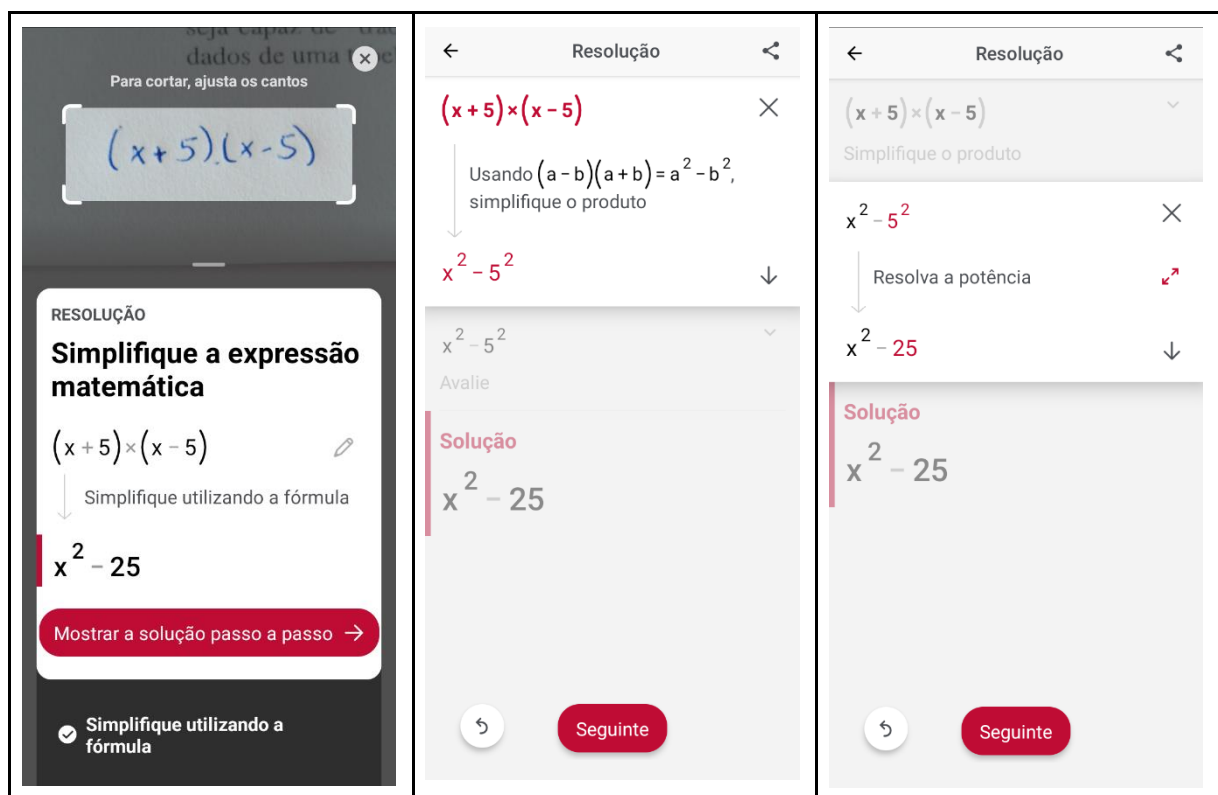 seja capaz de
dados de uma
Para cortar, ajusta os cantos
(x+5).(x-5)
RESOLUÇÃO
Simplifique a expressão
matemática
(x + 5)×(x − 5)
Simplifique utilizando a fórmula
x² − 25
Mostrar a solução passo a passo →
Simplifique utilizando a
fórmula
← Resolução
(x + 5)×(x − 5)
Usando (a − b)(a + b) = a² − b²,
simplifique o produto
x² − 5²
x² − 5²
Avalie
Solução
x² − 25
Seguinte
← Resolução
(x + 5)×(x − 5)
Simplifique o produto
x² − 5²
Resolva a potência
x² − 25
Solução
x² − 25
Seguinte